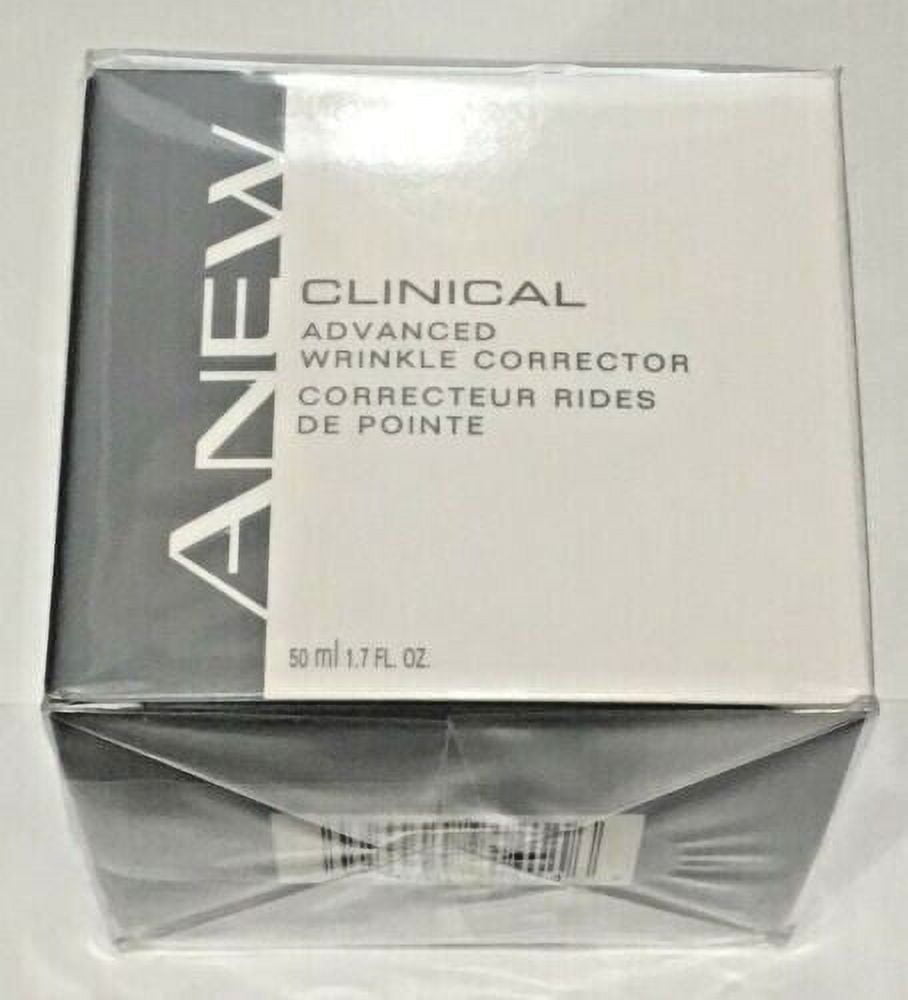 ANEW
CLINICAL
ADVANCED
WRINKLE CORRECTOR
CORRECTEUR RIDES
DE POINTE
50 ml 1.7 FL. OZ.